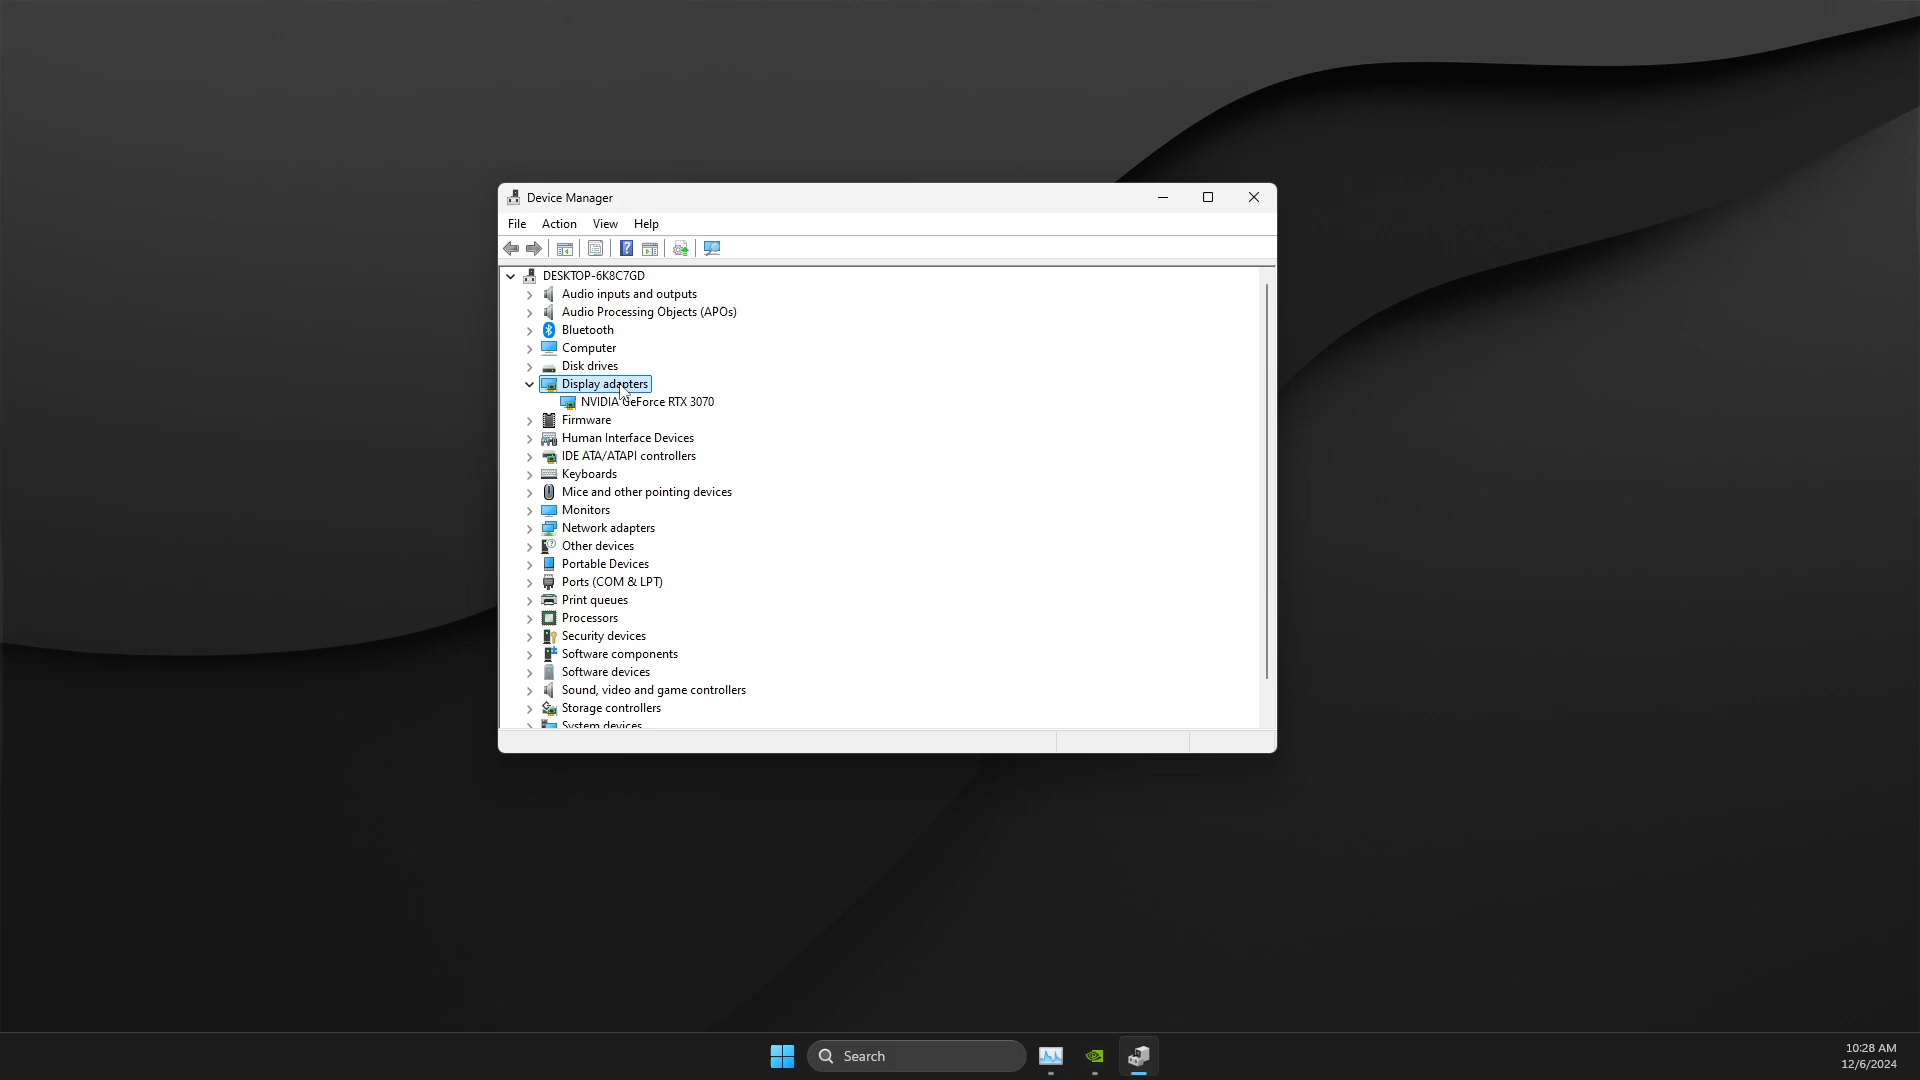 Device Manager
File Action View Help
DESKTOP-6K8C7GD
Audio inputs and outputs
Audio Processing Objects (APOs)
Bluetooth
Computer
Disk drives
Display adapters
NVIDIA GeForce RTX 3070
Firmware
Human Interface Devices
IDE ATA/ATAPI controllers
Keyboards
Mice and other pointing devices
Monitors
Network adapters
Other devices
Portable Devices
Ports (COM & LPT)
Print queues
Processors
Security devices
Software components
Software devices
Sound, video and game controllers
Storage controllers
System devices
Search
10:28 AM
12/6/2024